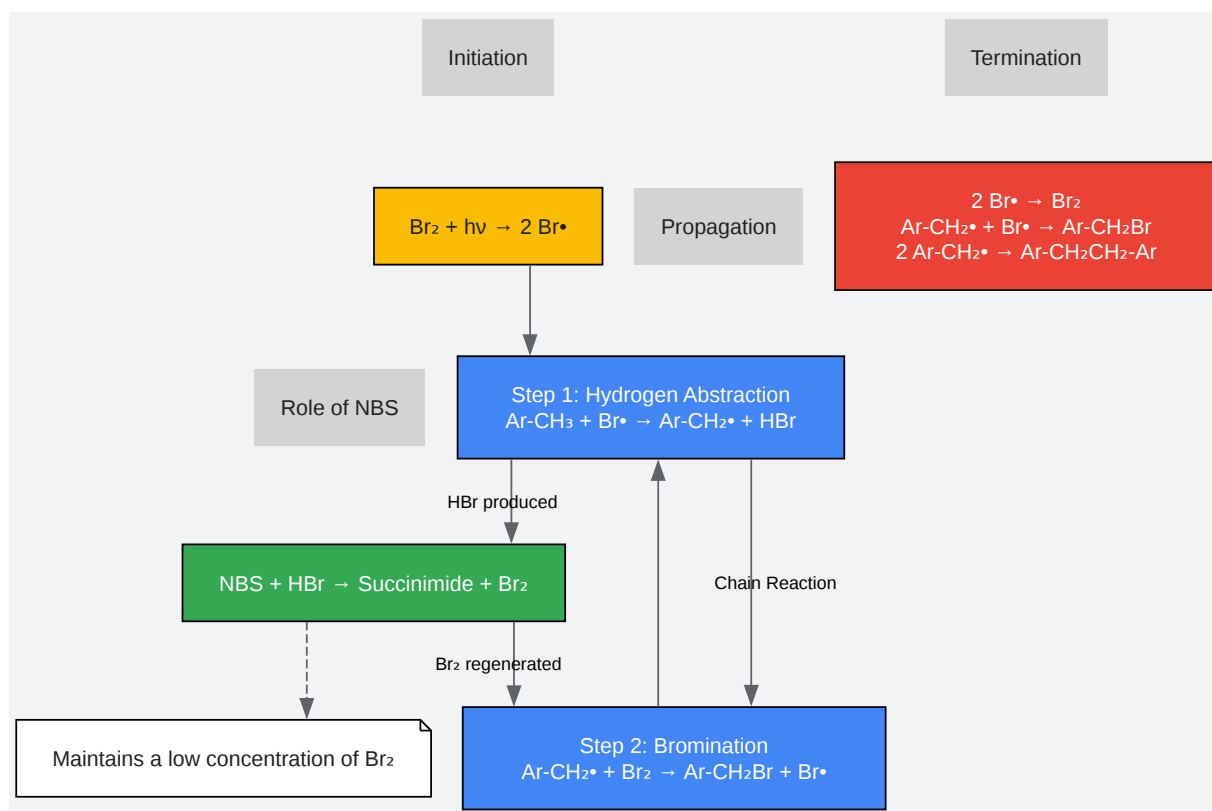 Initiation
Termination
Br₂ + hν → 2 Br•
Propagation
2 Br• → Br₂
Ar-CH₂• + Br• → Ar-CH₂Br
2 Ar-CH₂• → Ar-CH₂CH₂-Ar
Role of NBS
Step 1: Hydrogen Abstraction
Ar-CH₃ + Br• → Ar-CH₂• + HBr
HBr produced
NBS + HBr → Succinimide + Br₂
Chain Reaction
Br₂ regenerated
Maintains a low concentration of Br₂
Step 2: Bromination
Ar-CH₂• + Br₂ → Ar-CH₂Br + Br•